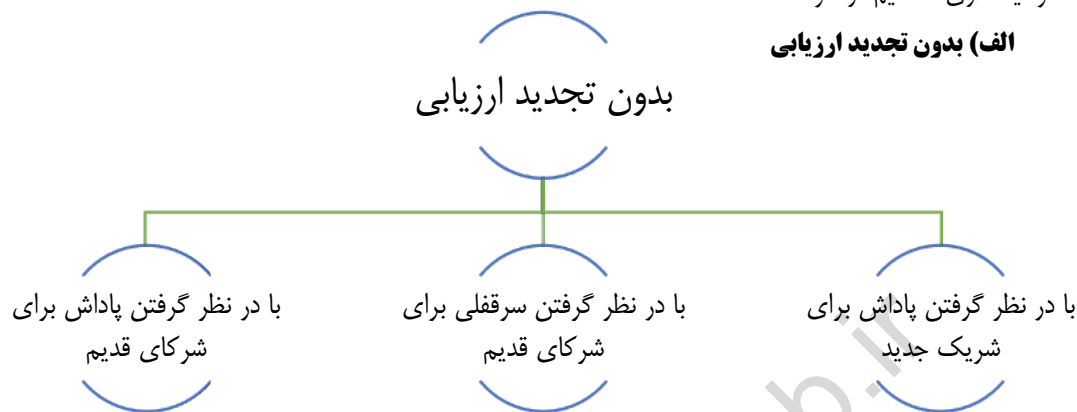 الف) بدون تجدید ارزیابی
بدون تجدید ارزیابی
با در نظر گرفتن پاداش برای
شریک جدید
با در نظر گرفتن سرقفلی برای
شرکای قدیم
با در نظر گرفتن پاداش برای
شرکای قدیم